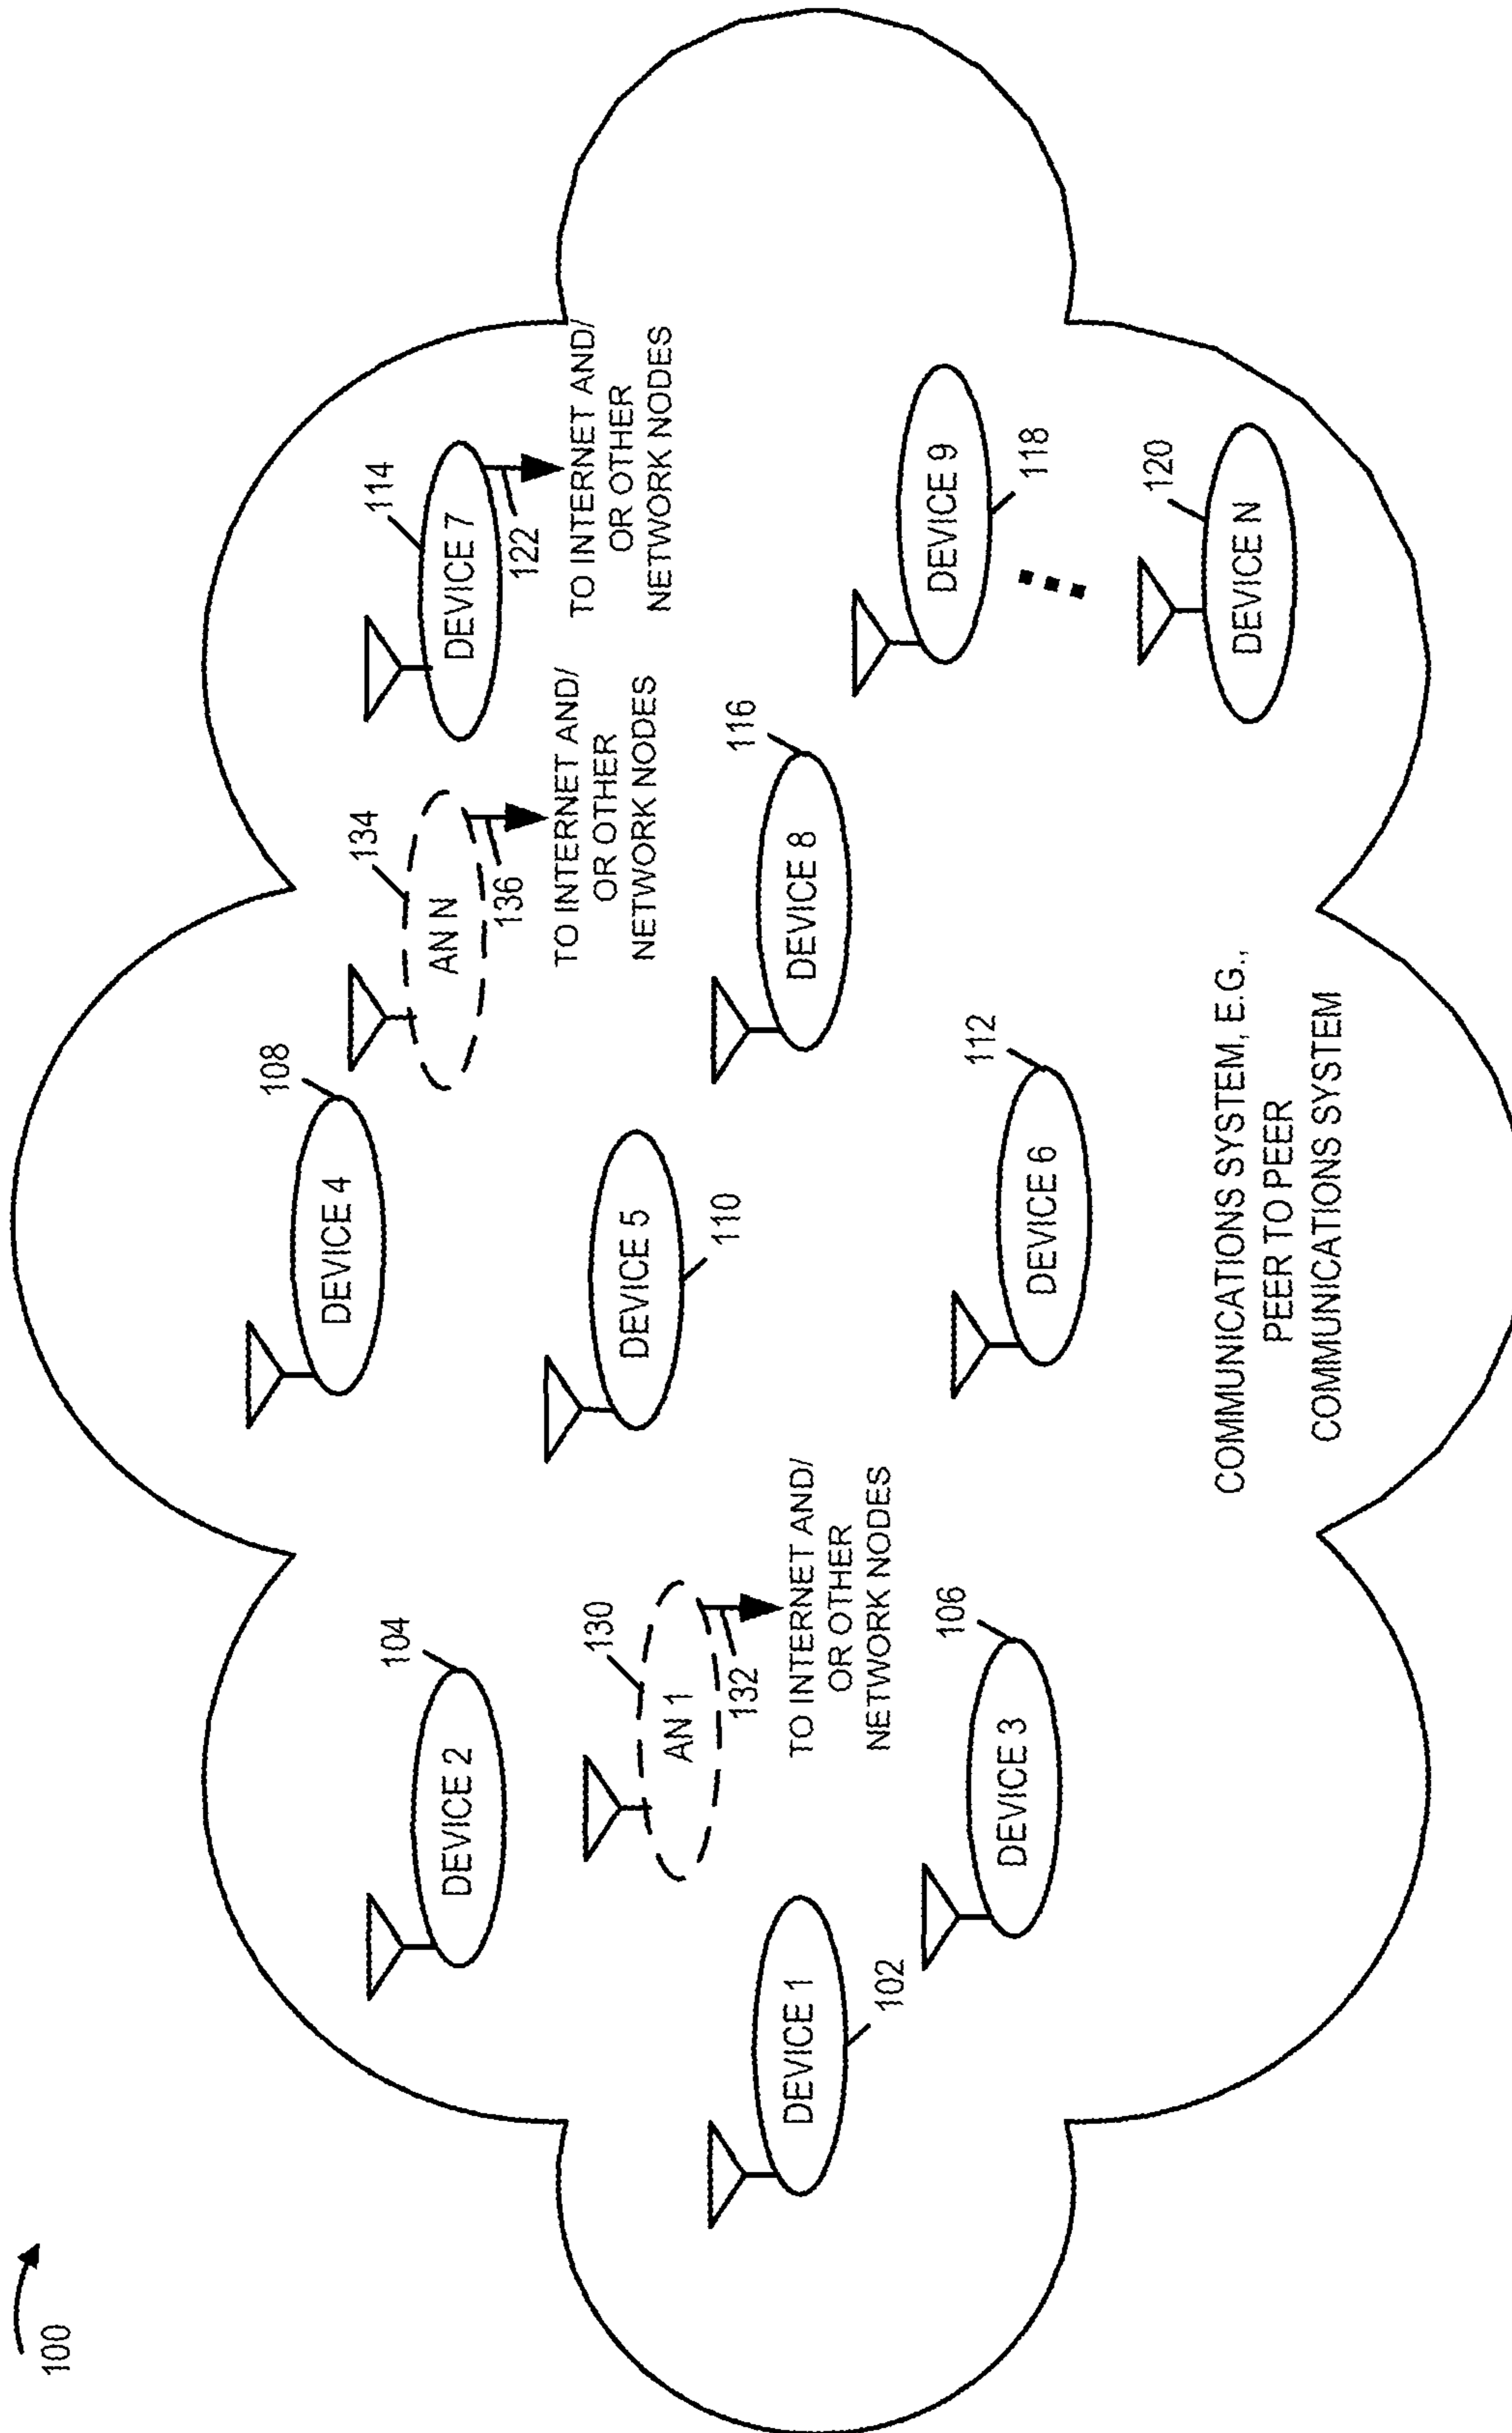 100
DEVICE 1
102
DEVICE 2
104
AN 1
130
132
TO INTERNET AND/
OR OTHER
NETWORK NODES
DEVICE 3
106
DEVICE 4
108
DEVICE 5
110
DEVICE 6
112
AN N
134
136
TO INTERNET AND/
OR OTHER
NETWORK NODES
DEVICE 7
114
122
TO INTERNET AND/
OR OTHER
NETWORK NODES
DEVICE 8
116
DEVICE 9
118
DEVICE N
120
COMMUNICATIONS SYSTEM, E.G.,
PEER TO PEER
COMMUNICATIONS SYSTEM